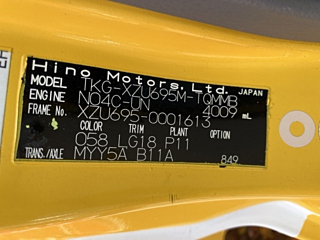 Hino Motors, Ltd. JAPAN
MODEL TKG-XZU695M-TQMMB
ENGINE N04C-UN 4009 mL
FRAME No. XZU695-0001613
COLOR TRIM PLANT OPTION
058 LG18 P11
TRANS./AXLE MYY5A B11A 849